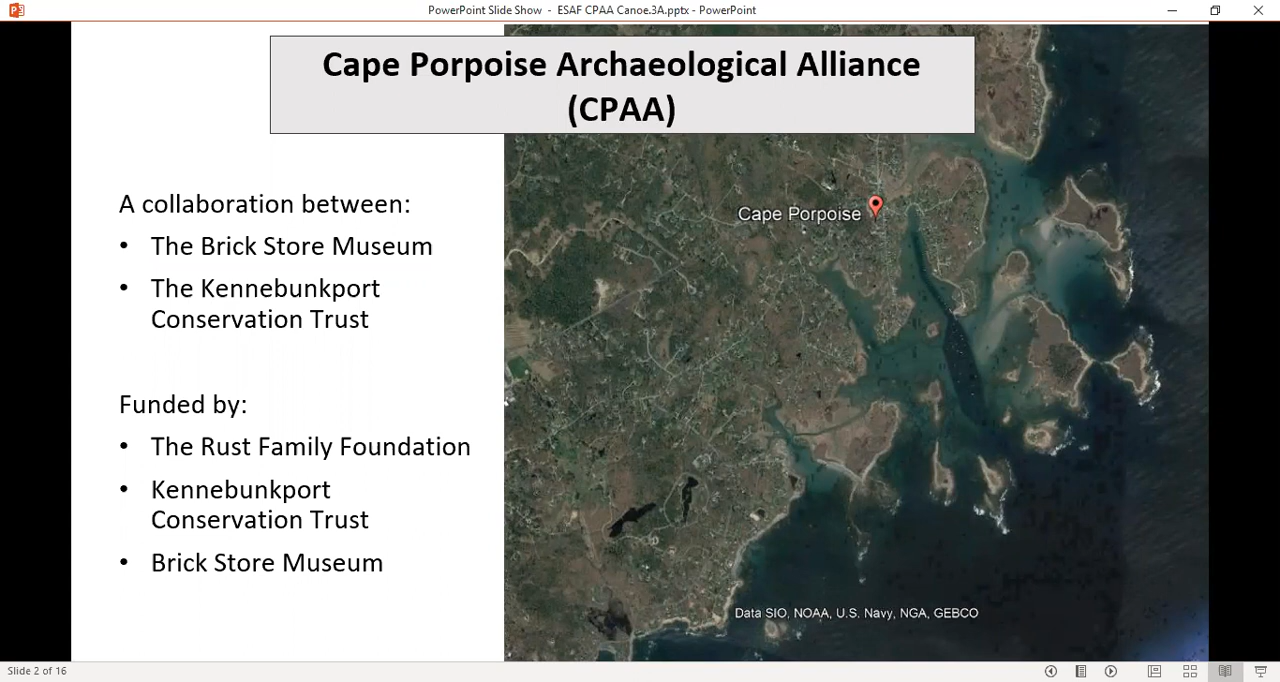 PowerPoint Slide Show - ESAF CPAA Canoe.3A.pptx - PowerPoint
Cape Porpoise Archaeological Alliance
(CPAA)
A collaboration between:
• The Brick Store Museum
• The Kennebunkport
Conservation Trust
Funded by:
• The Rust Family Foundation
• Kennebunkport
Conservation Trust
• Brick Store Museum
Cape Porpoise
Data SIO, NOAA, U.S. Navy, NGA, GEBCO
Slide 2 of 16